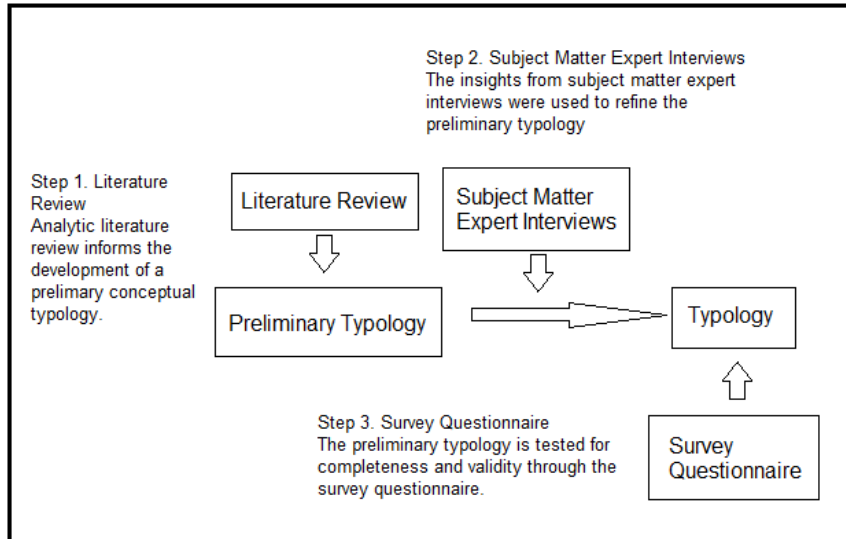 Step 2. Subject Matter Expert Interviews
The insights from subject matter expert
interviews were used to refine the
preliminary typology
Step 1. Literature
Review
Analytic literature
review informs the
development of a
prelimary conceptual
typology.
Literature Review
Subject Matter
Expert Interviews
Preliminary Typology
Typology
Step 3. Survey Questionnaire
The preliminary typology is tested for
completeness and validity through the
survey questionnaire.
Survey
Questionnaire